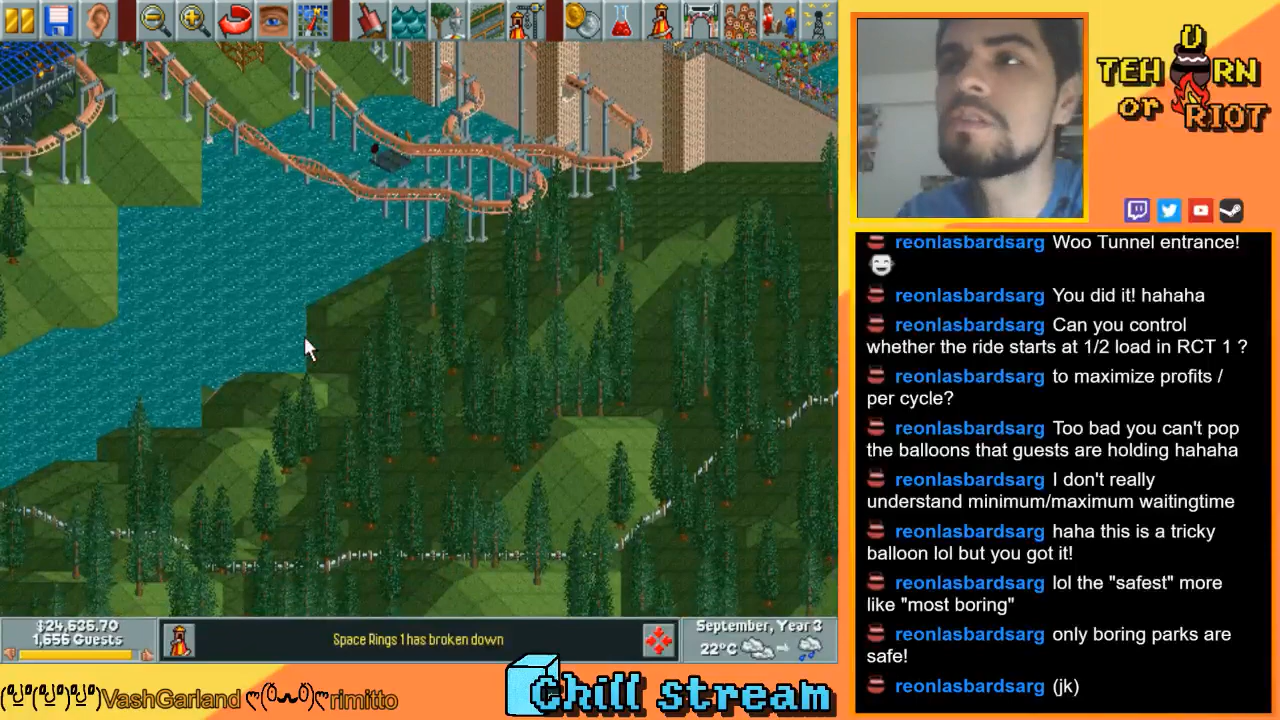 TEH
U
RN
or
RIOT
reonlasbardsarg Woo Tunnel entrance!
reonlasbardsarg You did it! hahaha
reonlasbardsarg Can you control
whether the ride starts at 1/2 load in RCT 1 ?
reonlasbardsarg to maximize profits /
per cycle?
reonlasbardsarg Too bad you can't pop
the balloons that guests are holding hahaha
reonlasbardsarg I don't really
understand minimum/maximum waitingtime
reonlasbardsarg haha this is a tricky
balloon lol but you got it!
reonlasbardsarg lol the "safest" more
like "most boring"
reonlasbardsarg only boring parks are
safe!
reonlasbardsarg (jk)
$24,636.70
1,656 Guests
Space Rings 1 has broken down
September, Year 3
22°C
VashGarland
rimitto
Chill stream